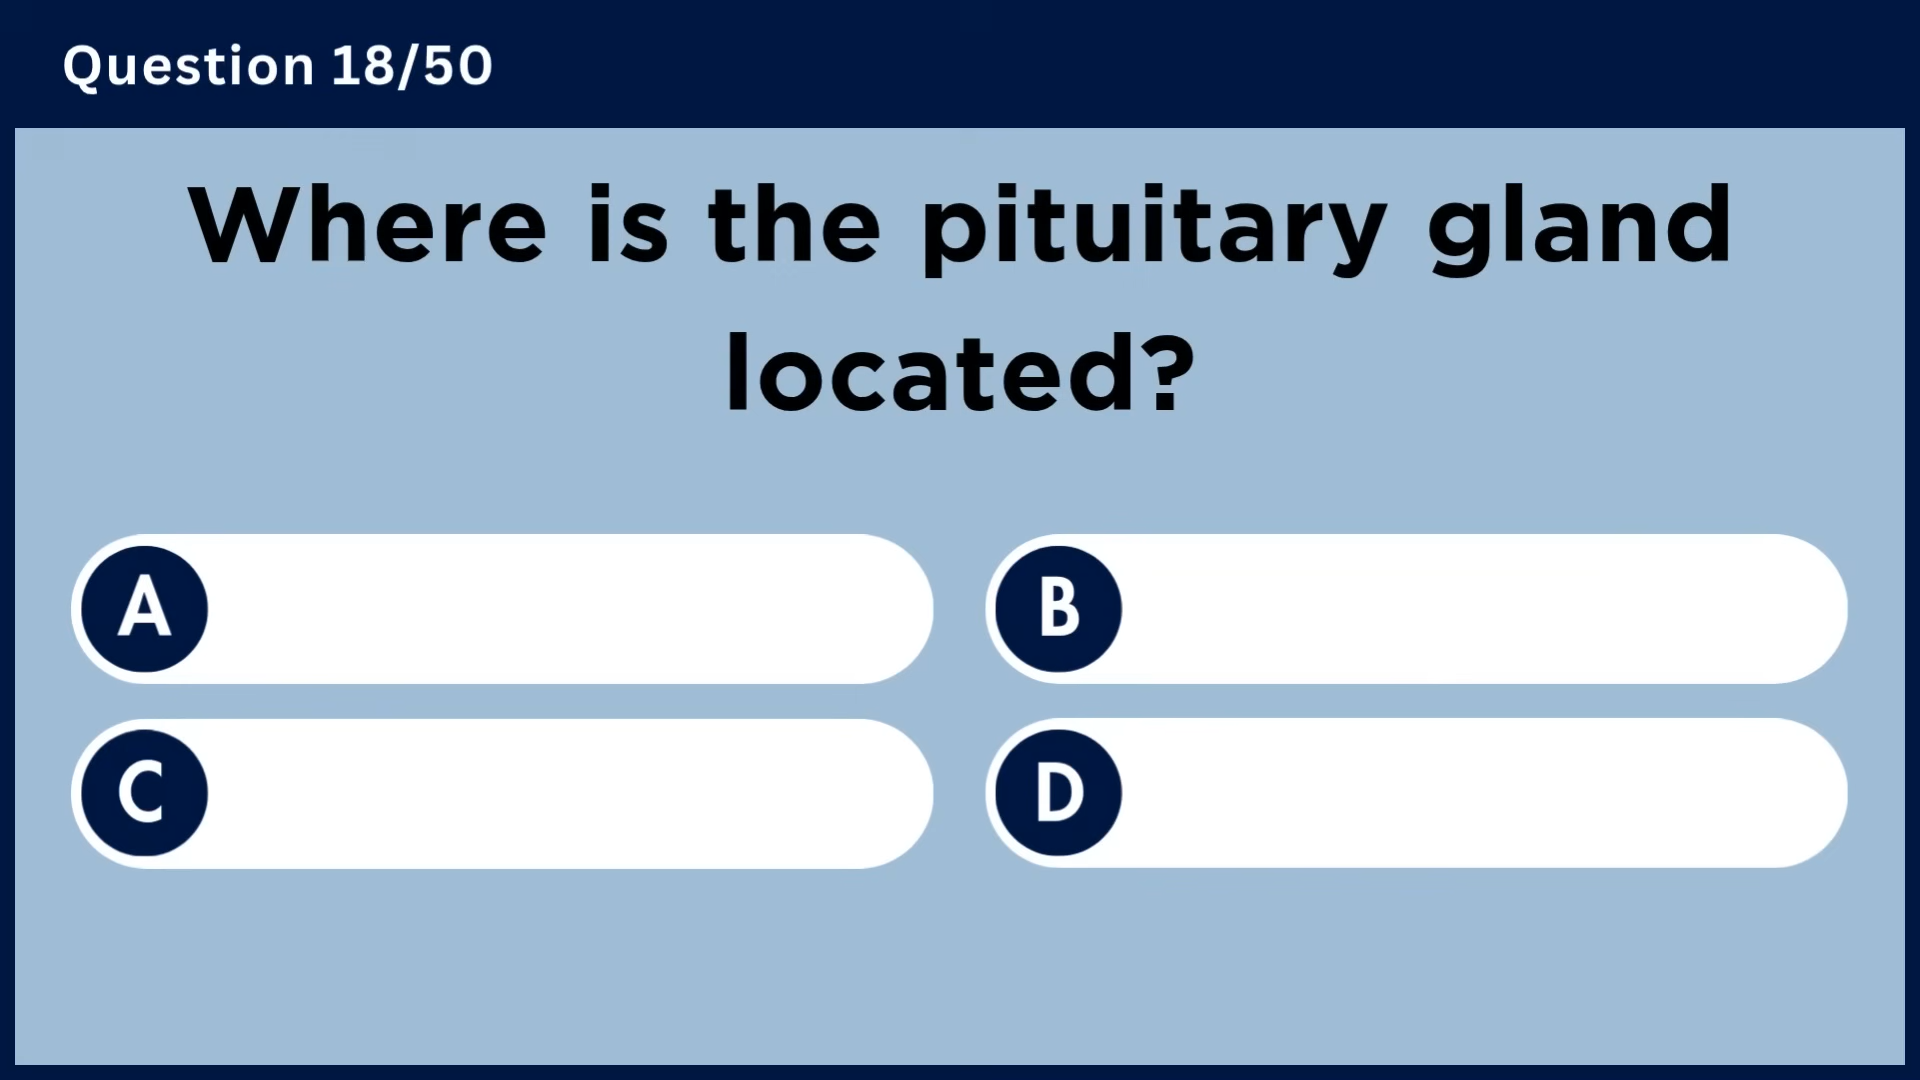 Question 18/50
Where is the pituitary gland
located?
A
B
C
D